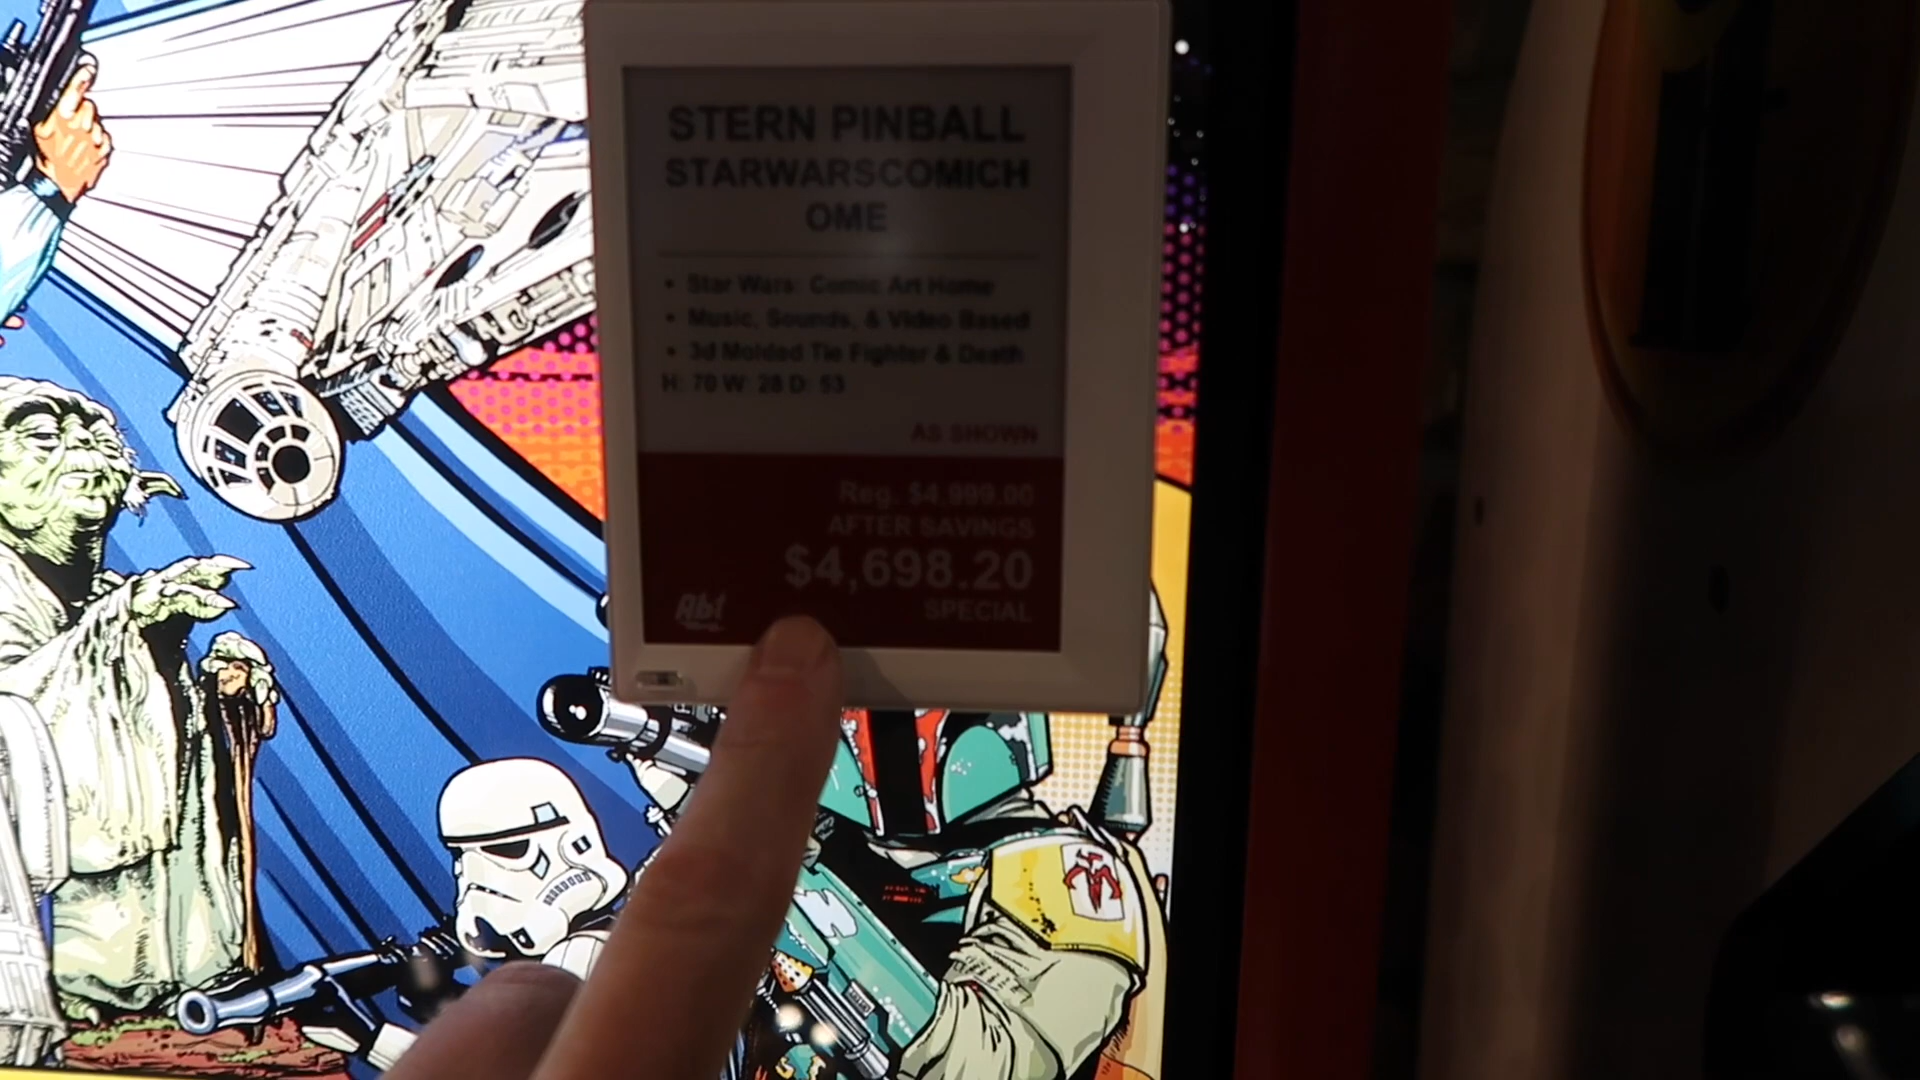 STERN PINBALL
STARWARSCOMICH
OME
• Star Wars: Comic Art Home
• Music, Sounds, & Video Based
• 3d Molded Tie Fighter & Death
H: 70 W: 28 D: 53
AS SHOWN
Reg. $4,999.00
AFTER SAVINGS
$4,698.20
Abt
SPECIAL